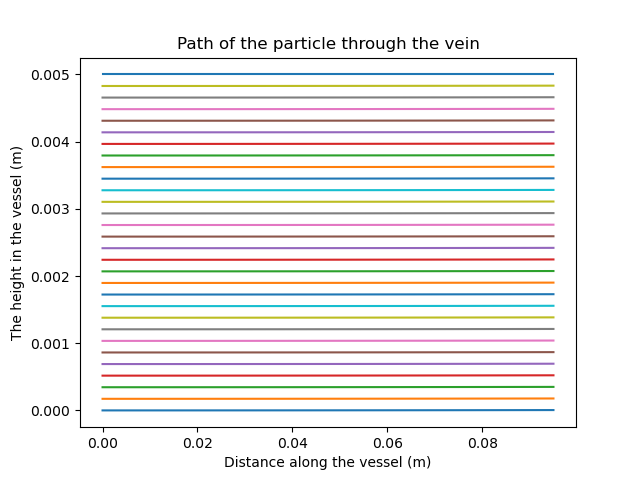 Path of the particle through the vein
The height in the vessel (m)
0.005
0.004
0.003
0.002
0.001
0.000
0.00 0.02 0.04 0.06 0.08
Distance along the vessel (m)